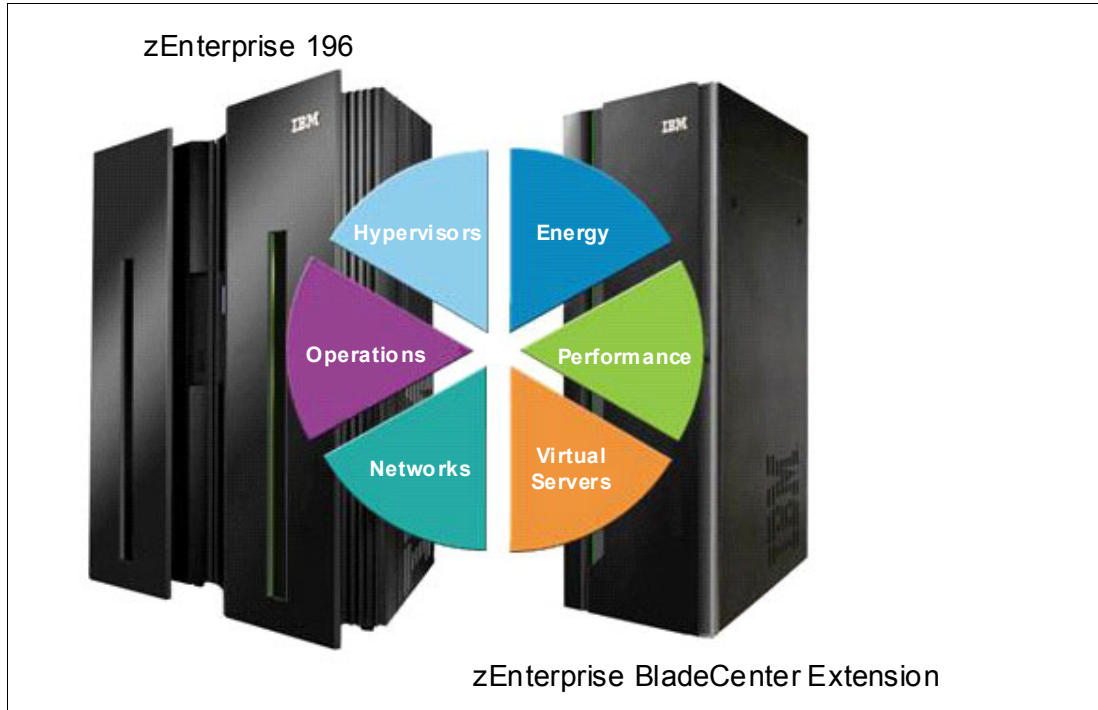 zEnterprise 196
IBM
IBM
Hypervisors
Energy
Operations
Performance
Networks
Virtual
Servers
IBM
zEnterprise BladeCenter Extension